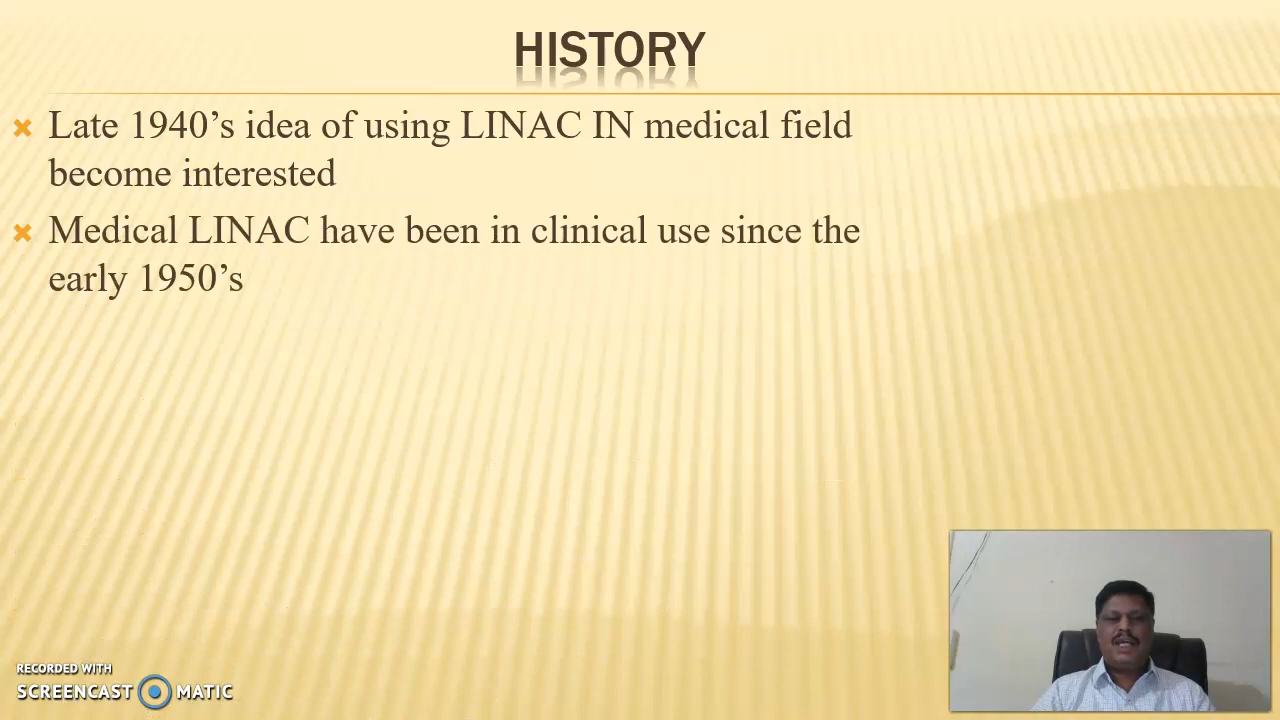 HISTORY
Late 1940’s idea of using LINAC IN medical field
become interested
Medical LINAC have been in clinical use since the
early 1950’s
RECORDED WITH
SCREENCAST MATIC